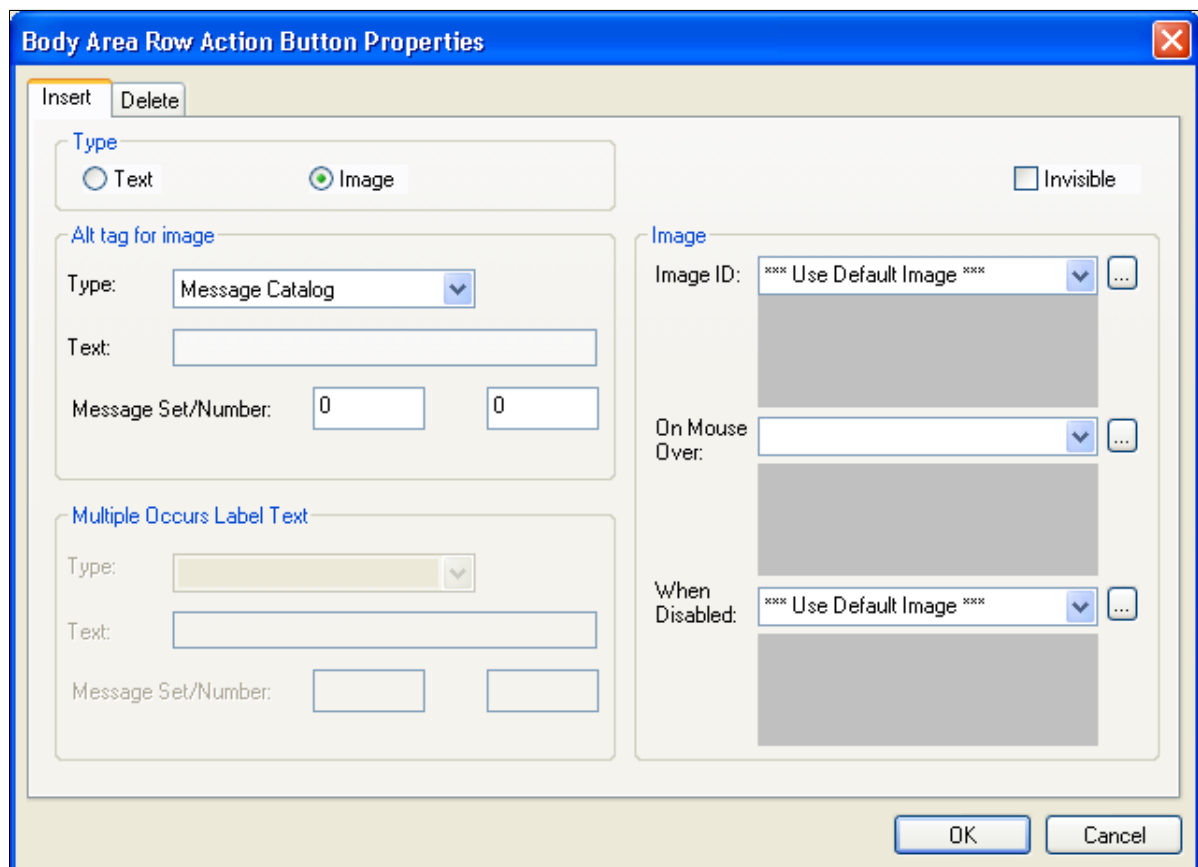 Body Area Row Action Button Properties
Insert Delete
Type
Text Image
Invisible
Alt tag for image
Type: Message Catalog
Text:
Message Set/Number: 0 0
Multiple Occurs Label Text
Type:
Text:
Message Set/Number:
Image
Image ID: *** Use Default Image *** ...
On Mouse
Over: ...
When
Disabled: *** Use Default Image *** ...
OK Cancel